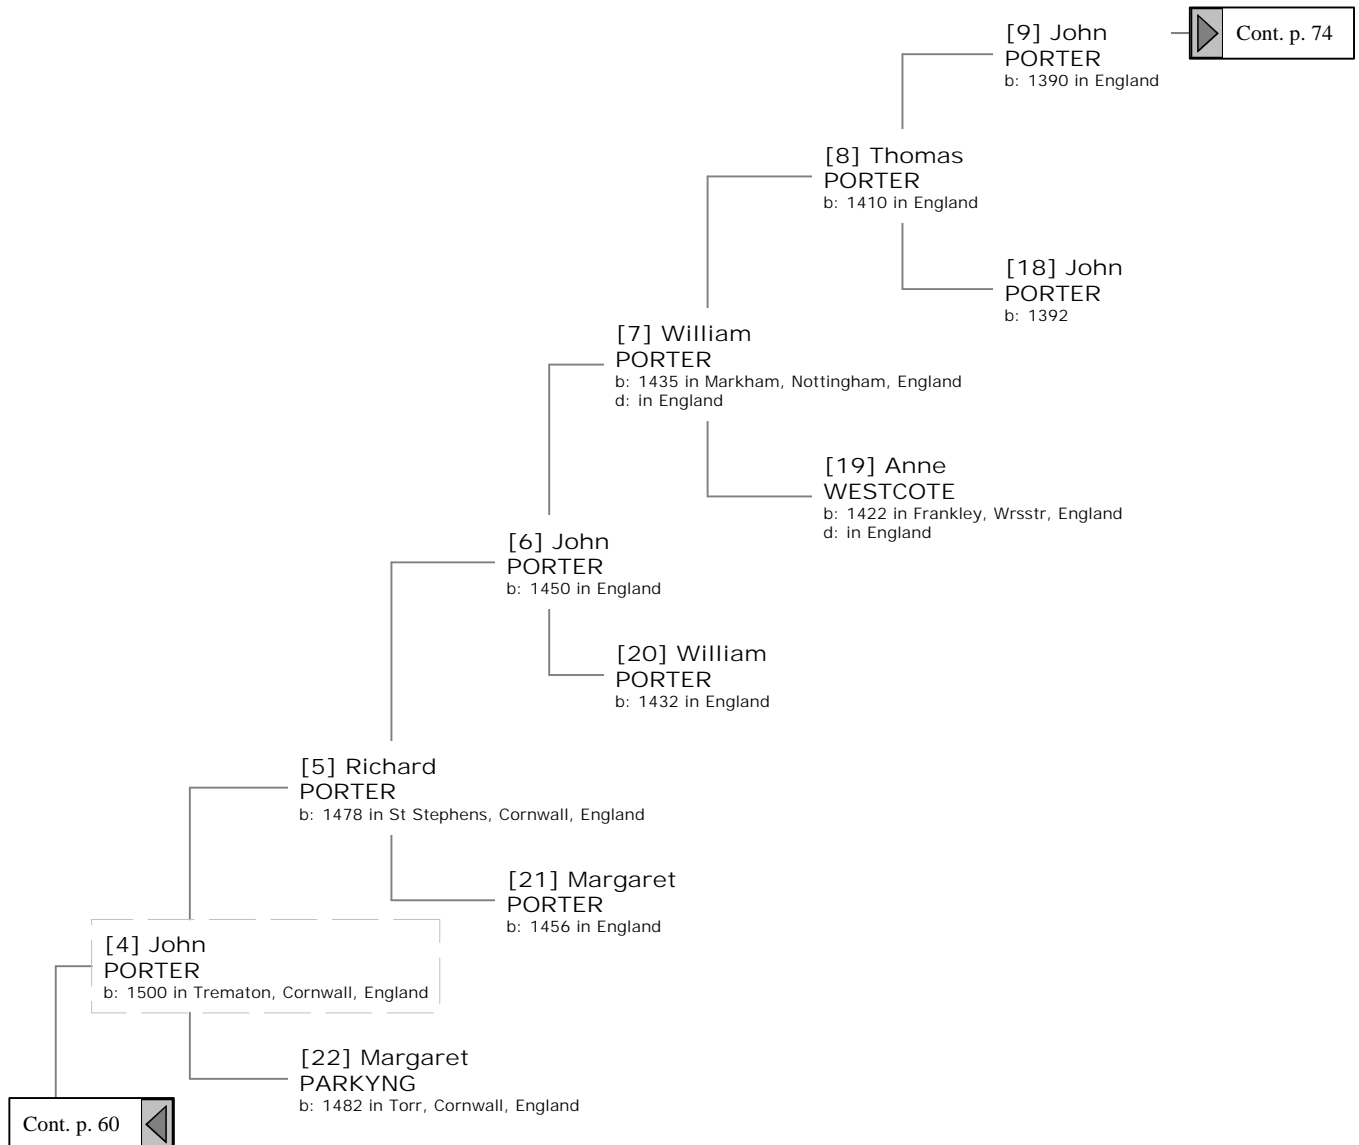 [9] John
PORTER
b: 1390 in England
Cont. p. 74
[8] Thomas
PORTER
b: 1410 in England
[18] John
PORTER
b: 1392
[7] William
PORTER
b: 1435 in Markham, Nottingham, England
d: in England
[19] Anne
WESTCOTE
b: 1422 in Frankley, Wrsstr, England
d: in England
[6] John
PORTER
b: 1450 in England
[20] William
PORTER
b: 1432 in England
[5] Richard
PORTER
b: 1478 in St Stephens, Cornwall, England
[21] Margaret
PORTER
b: 1456 in England
[4] John
PORTER
b: 1500 in Trematon, Cornwall, England
[22] Margaret
PARKYNG
b: 1482 in Torr, Cornwall, England
Cont. p. 60